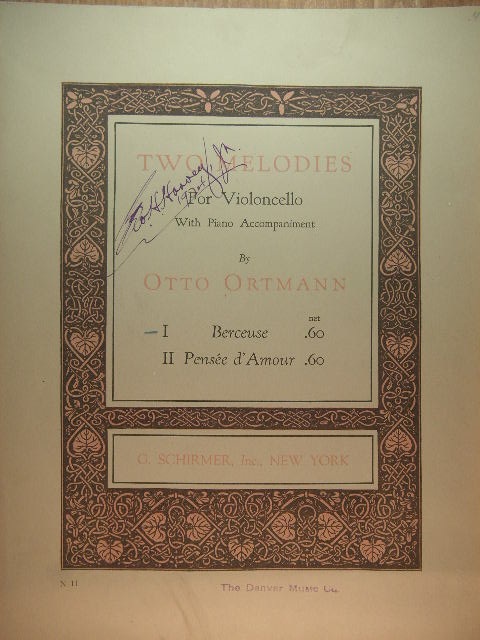 TWO MELODIES
For Violoncello
With Piano Accompaniment
By
OTTO ORTMANN
net
I Berceuse .60
II Pensée d'Amour .60
G. SCHIRMER, Inc., NEW YORK
The Denver Music Co.